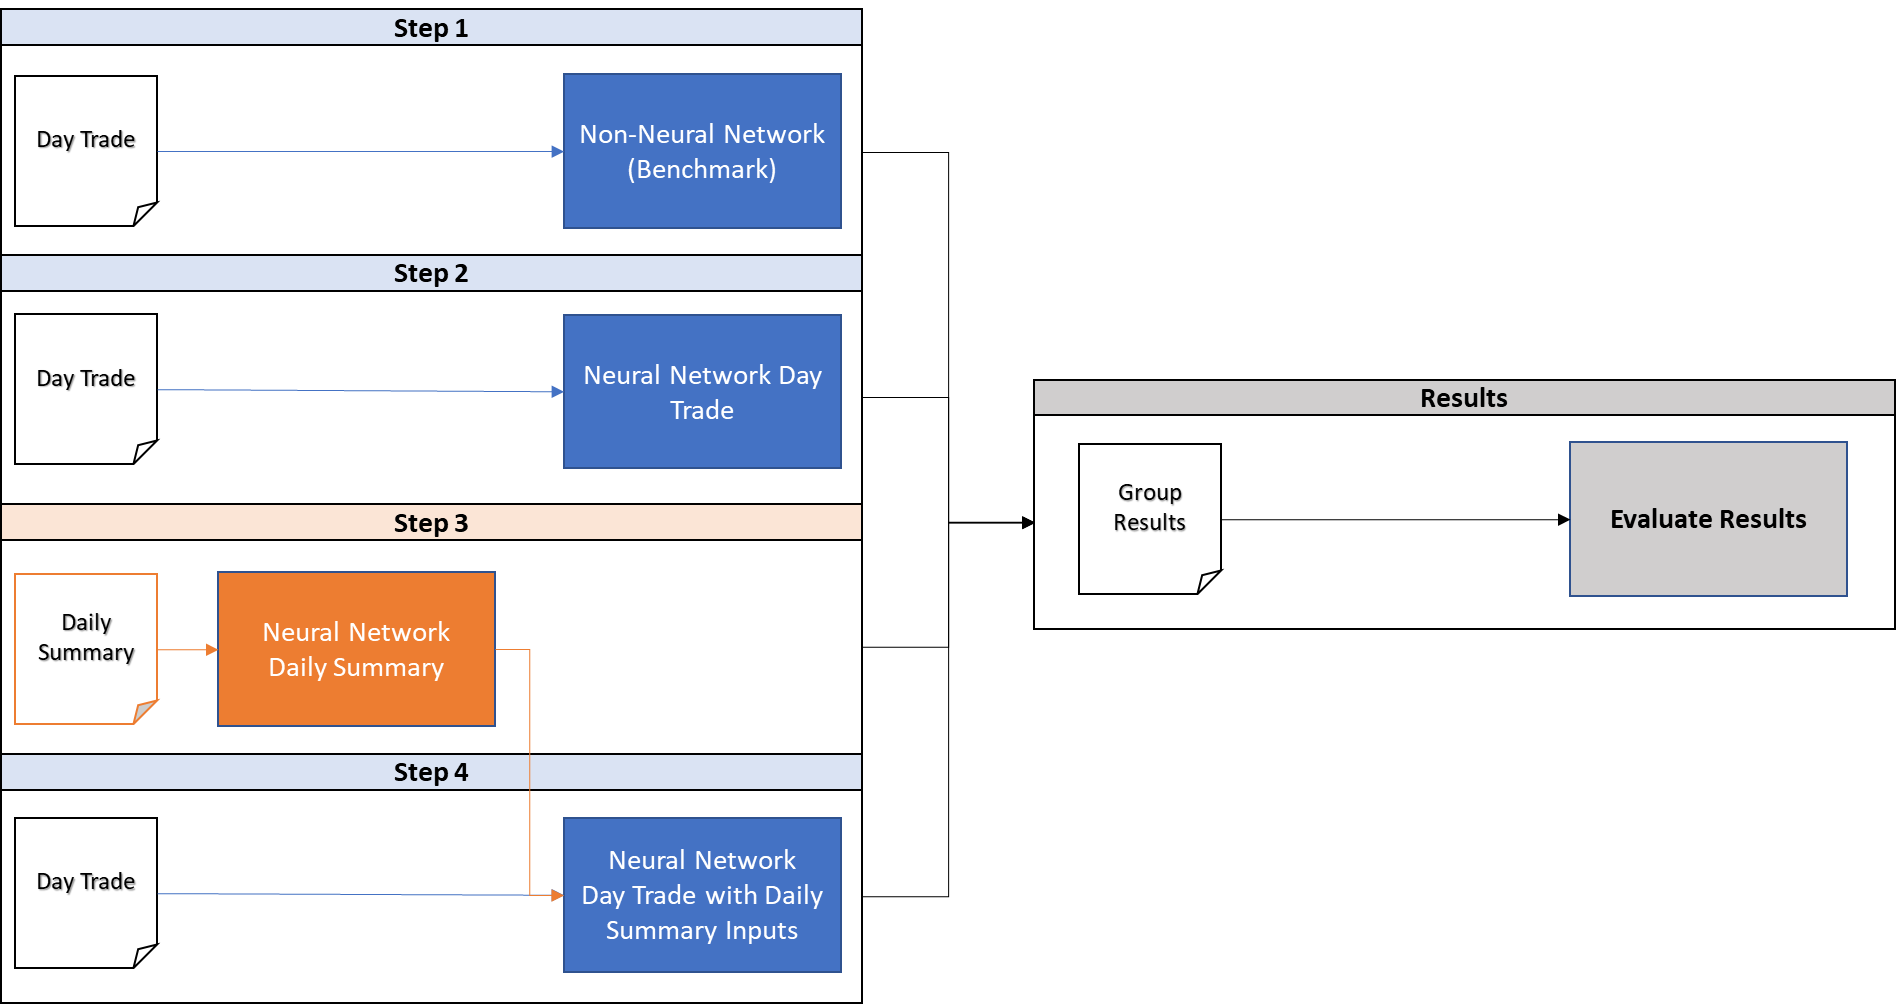 Step 1
Day Trade
Non-Neural Network
(Benchmark)
Step 2
Day Trade
Neural Network Day
Trade
Step 3
Daily
Summary
Neural Network
Daily Summary
Step 4
Day Trade
Neural Network
Day Trade with Daily
Summary Inputs
Results
Group
Results
Evaluate Results